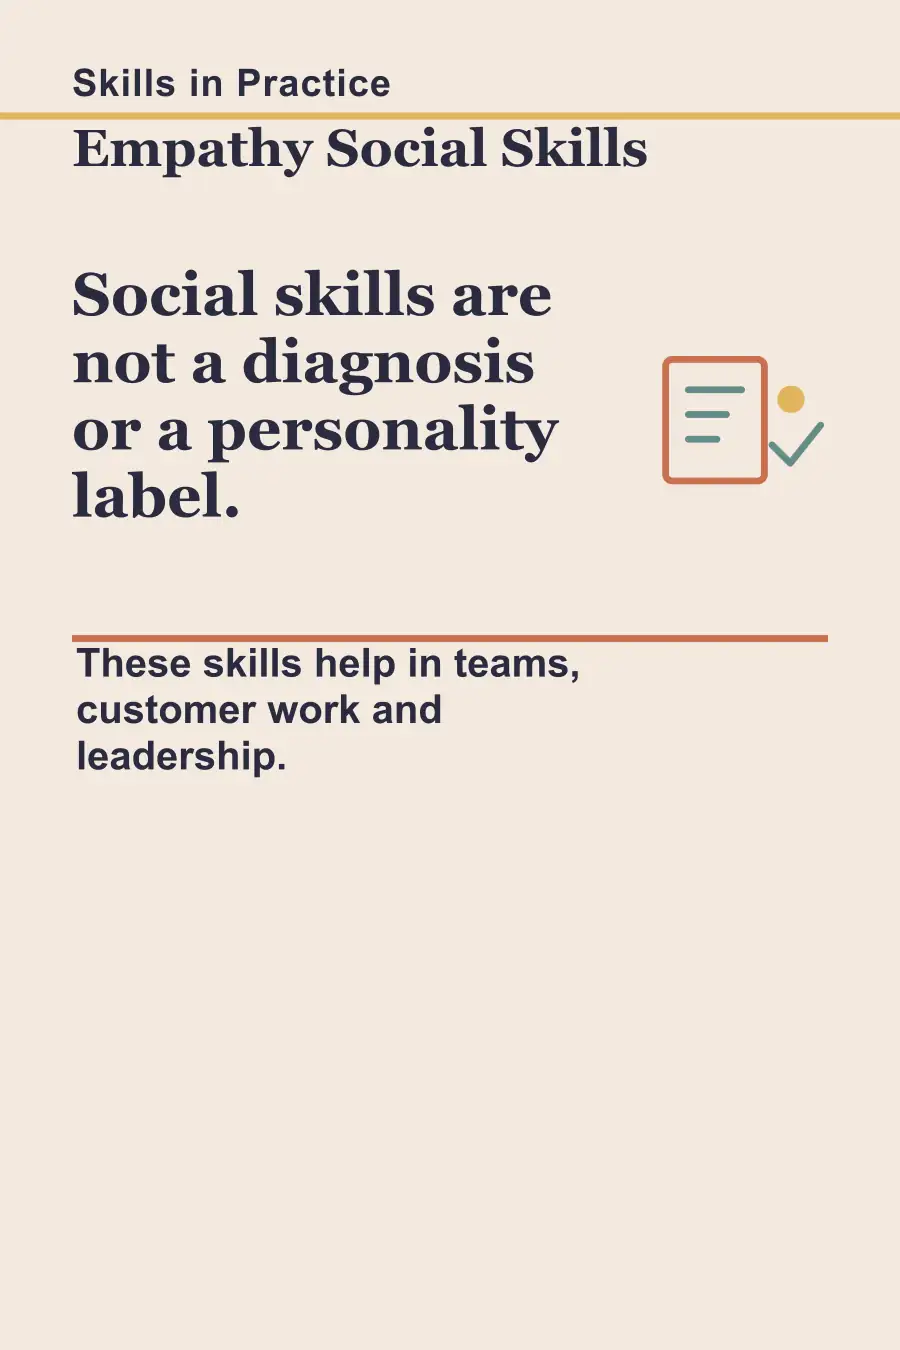 Skills in Practice
Empathy Social Skills
Social skills are
not a diagnosis
or a personality
label.
These skills help in teams,
customer work and
leadership.